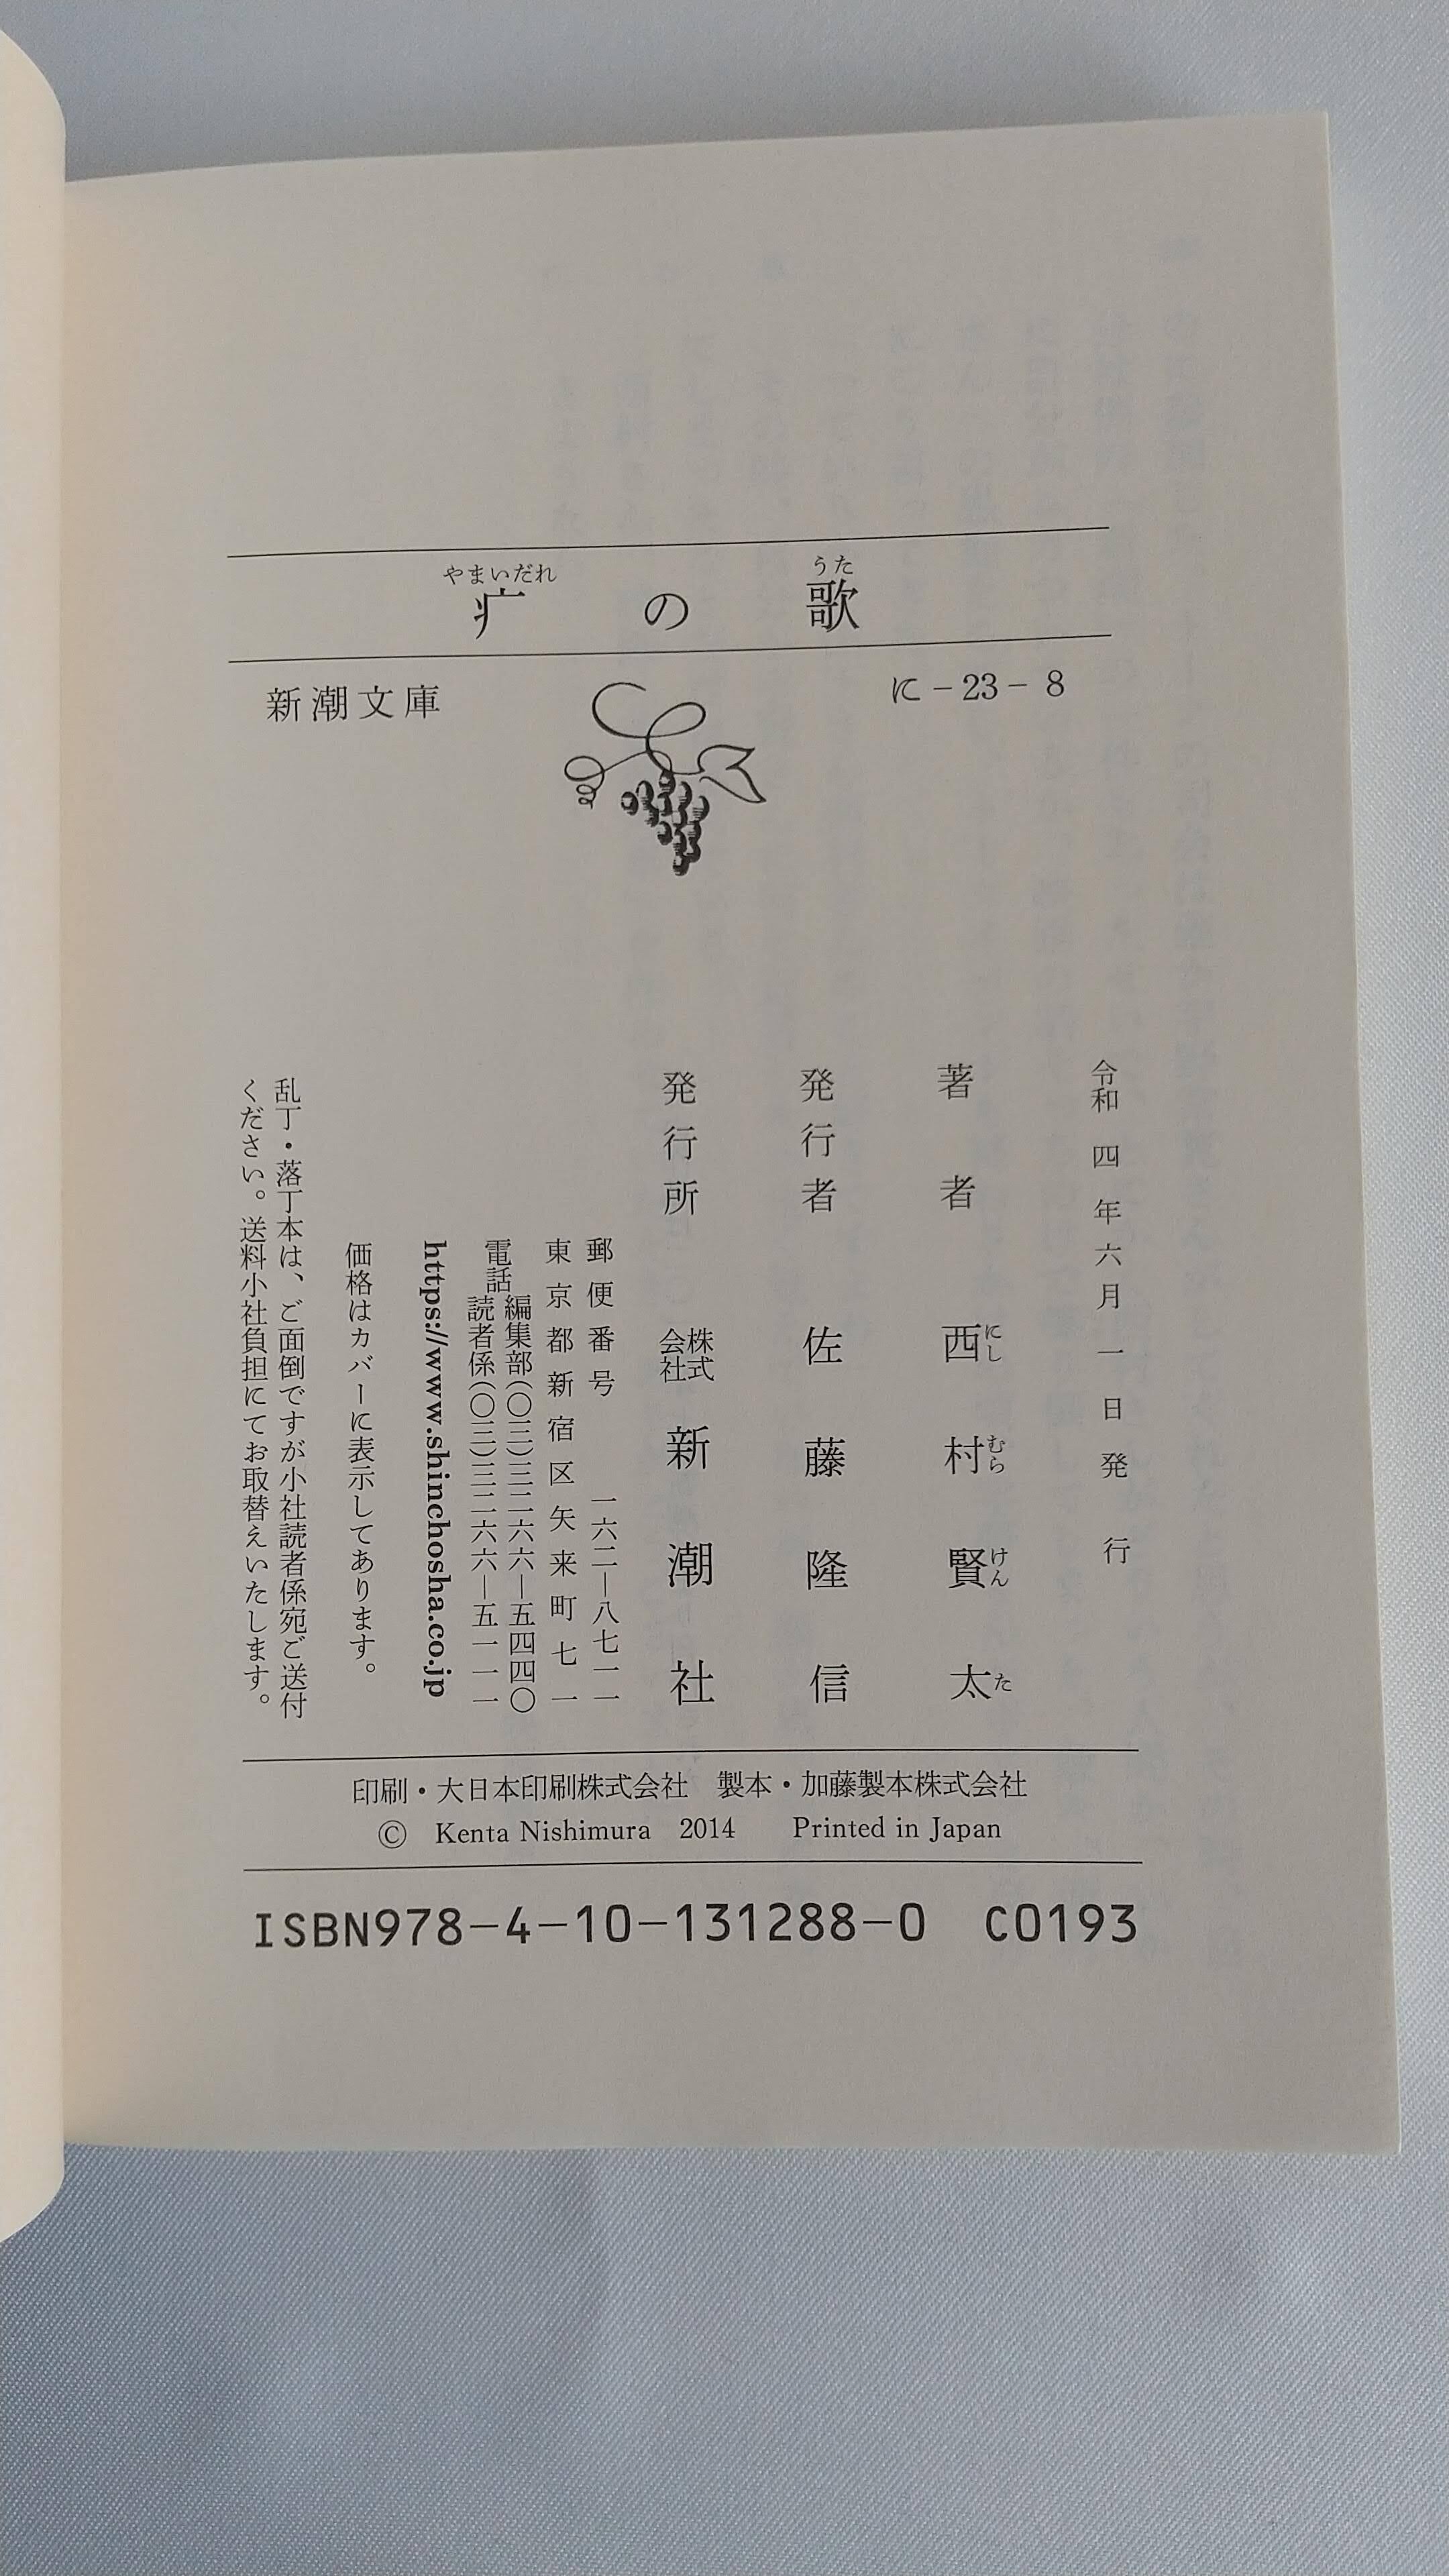 やまいだれ うた
疒の歌
新潮文庫 に-23-8
令和四年六月一日発行
著者 西村賢太
にし むら けん た
発行者 佐藤隆信
発行所 株式会社 新潮社
郵便番号 一六二―八七一一
東京都新宿区矢来町七一
電話 編集部(〇三)三二六六―五四四〇
読者係(〇三)三二六六―五一一一
https://www.shinchosha.co.jp
価格はカバーに表示してあります。
乱丁・落丁本は、ご面倒ですが小社読者係宛ご送付
ください。送料小社負担にてお取替えいたします。
印刷・大日本印刷株式会社 製本・加藤製本株式会社
© Kenta Nishimura 2014 Printed in Japan
ISBN978-4-10-131288-0 C0193